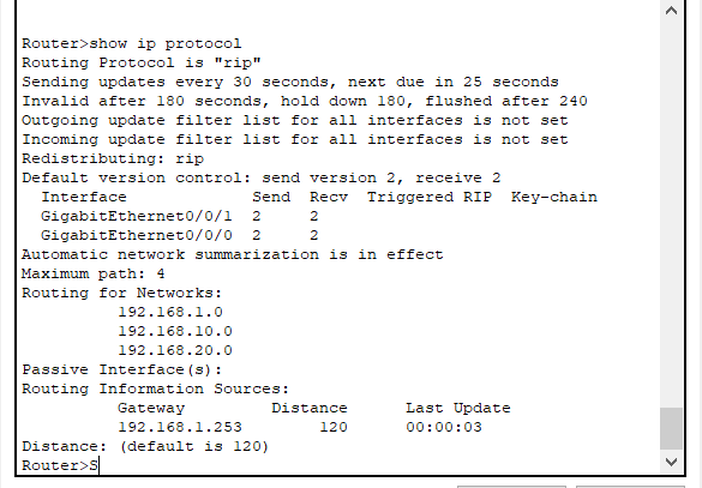 Router>show ip protocol
Routing Protocol is "rip"
Sending updates every 30 seconds, next due in 25 seconds
Invalid after 180 seconds, hold down 180, flushed after 240
Outgoing update filter list for all interfaces is not set
Incoming update filter list for all interfaces is not set
Redistributing: rip
Default version control: send version 2, receive 2
  Interface             Send  Recv  Triggered RIP  Key-chain
  GigabitEthernet0/0/1  2     2
  GigabitEthernet0/0/0  2     2
Automatic network summarization is in effect
Maximum path: 4
Routing for Networks:
          192.168.1.0
          192.168.10.0
          192.168.20.0
Passive Interface(s):
Routing Information Sources:
          Gateway         Distance      Last Update
          192.168.1.253        120      00:00:03
Distance: (default is 120)
Router>S